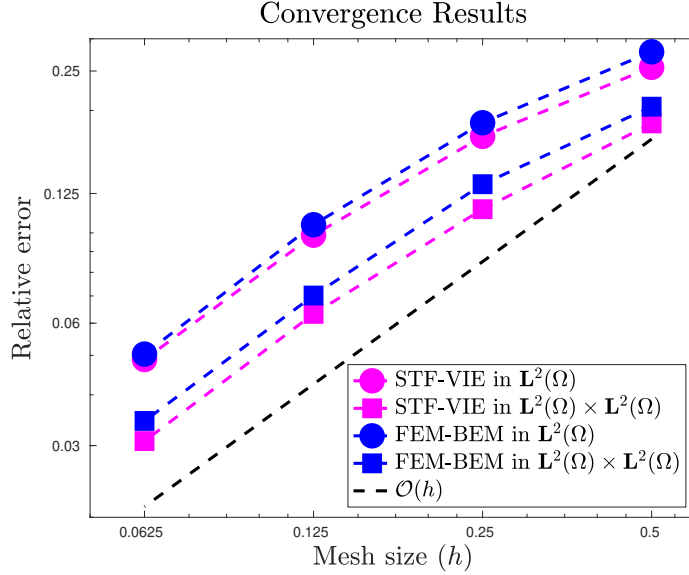 Convergence Results
Relative error
0.25
0.125
0.06
0.03
STF-VIE in L²(Ω)
STF-VIE in L²(Ω) × L²(Ω)
FEM-BEM in L²(Ω)
FEM-BEM in L²(Ω) × L²(Ω)
𝒪(h)
0.0625 0.125 0.25 0.5
Mesh size (h)